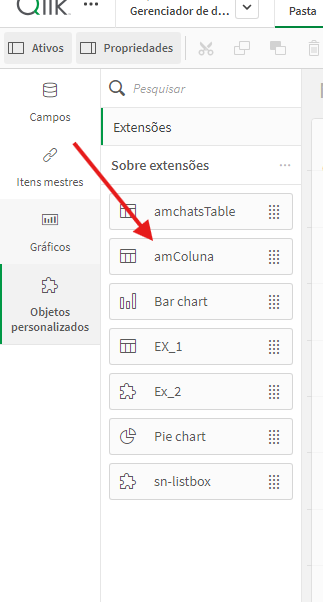 Qlik
Gerenciador de d...
Pasta
Ativos
Propriedades
Campos
Itens mestres
Gráficos
Objetos
personalizados
Pesquisar
Extensões
Sobre extensões
amchatsTable
amColuna
Bar chart
EX_1
Ex_2
Pie chart
sn-listbox